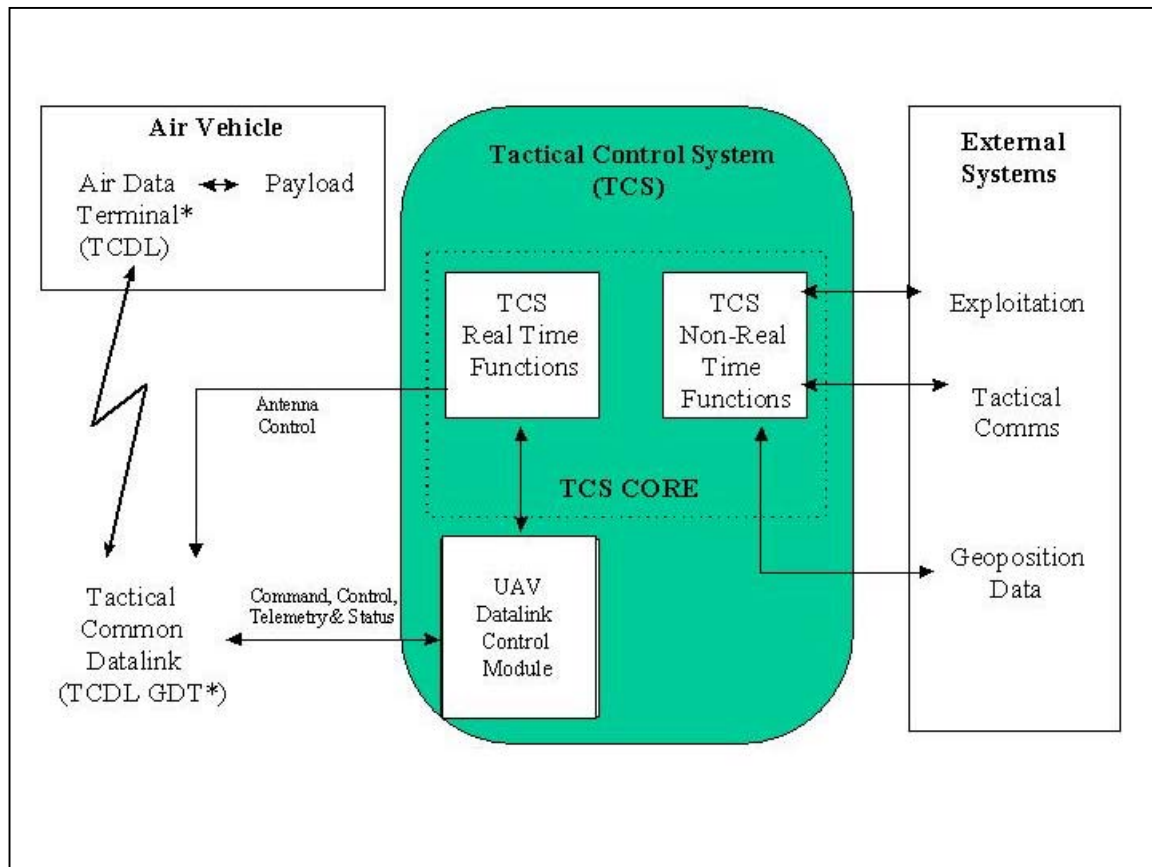 Air Vehicle
Air Data
Terminal*
(TCDL)
Payload
Tactical Control System
(TCS)
External
Systems
TCS
Real Time
Functions
TCS
Non-Real
Time
Functions
Exploitation
Antenna
Control
Tactical
Comms
TCS CORE
Tactical
Common
Datalink
(TCDL GDT*)
Command, Control,
Telemetry & Status
UAV
Datalink
Control
Module
Geoposition
Data